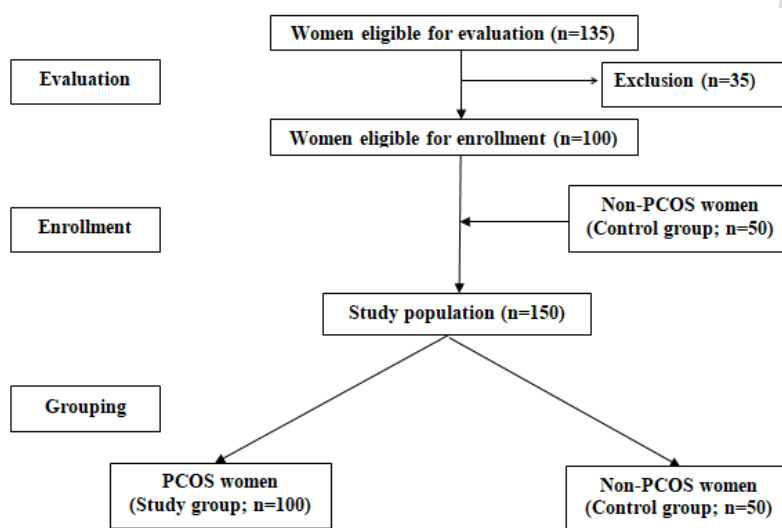 Women eligible for evaluation (n=135)
Evaluation
Exclusion (n=35)
Women eligible for enrollment (n=100)
Non-PCOS women
(Control group; n=50)
Enrollment
Study population (n=150)
Grouping
PCOS women
(Study group; n=100)
Non-PCOS women
(Control group; n=50)